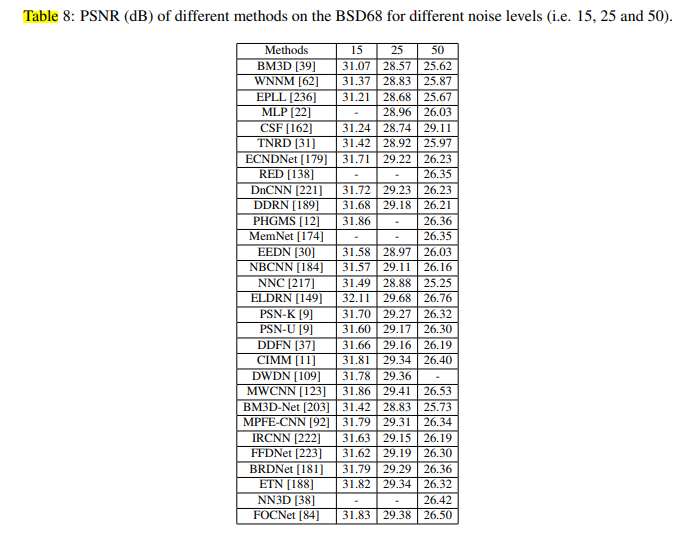 Table 8: PSNR (dB) of different methods on the BSD68 for different noise levels (i.e. 15, 25 and 50).
Methods 15 25 50
BM3D [39] 31.07 28.57 25.62
WNNM [62] 31.37 28.83 25.87
EPLL [236] 31.21 28.68 25.67
MLP [22] - 28.96 26.03
CSF [162] 31.24 28.74 29.11
TNRD [31] 31.42 28.92 25.97
ECNDNet [179] 31.71 29.22 26.23
RED [138] - - 26.35
DnCNN [221] 31.72 29.23 26.23
DDRN [189] 31.68 29.18 26.21
PHGMS [12] 31.86 - 26.36
MemNet [174] - - 26.35
EEDN [30] 31.58 28.97 26.03
NBCNN [184] 31.57 29.11 26.16
NNC [217] 31.49 28.88 25.25
ELDRN [149] 32.11 29.68 26.76
PSN-K [9] 31.70 29.27 26.32
PSN-U [9] 31.60 29.17 26.30
DDFN [37] 31.66 29.16 26.19
CIMM [11] 31.81 29.34 26.40
DWDN [109] 31.78 29.36 -
MWCNN [123] 31.86 29.41 26.53
BM3D-Net [203] 31.42 28.83 25.73
MPFE-CNN [92] 31.79 29.31 26.34
IRCNN [222] 31.63 29.15 26.19
FFDNet [223] 31.62 29.19 26.30
BRDNet [181] 31.79 29.29 26.36
ETN [188] 31.82 29.34 26.32
NN3D [38] - - 26.42
FOCNet [84] 31.83 29.38 26.50